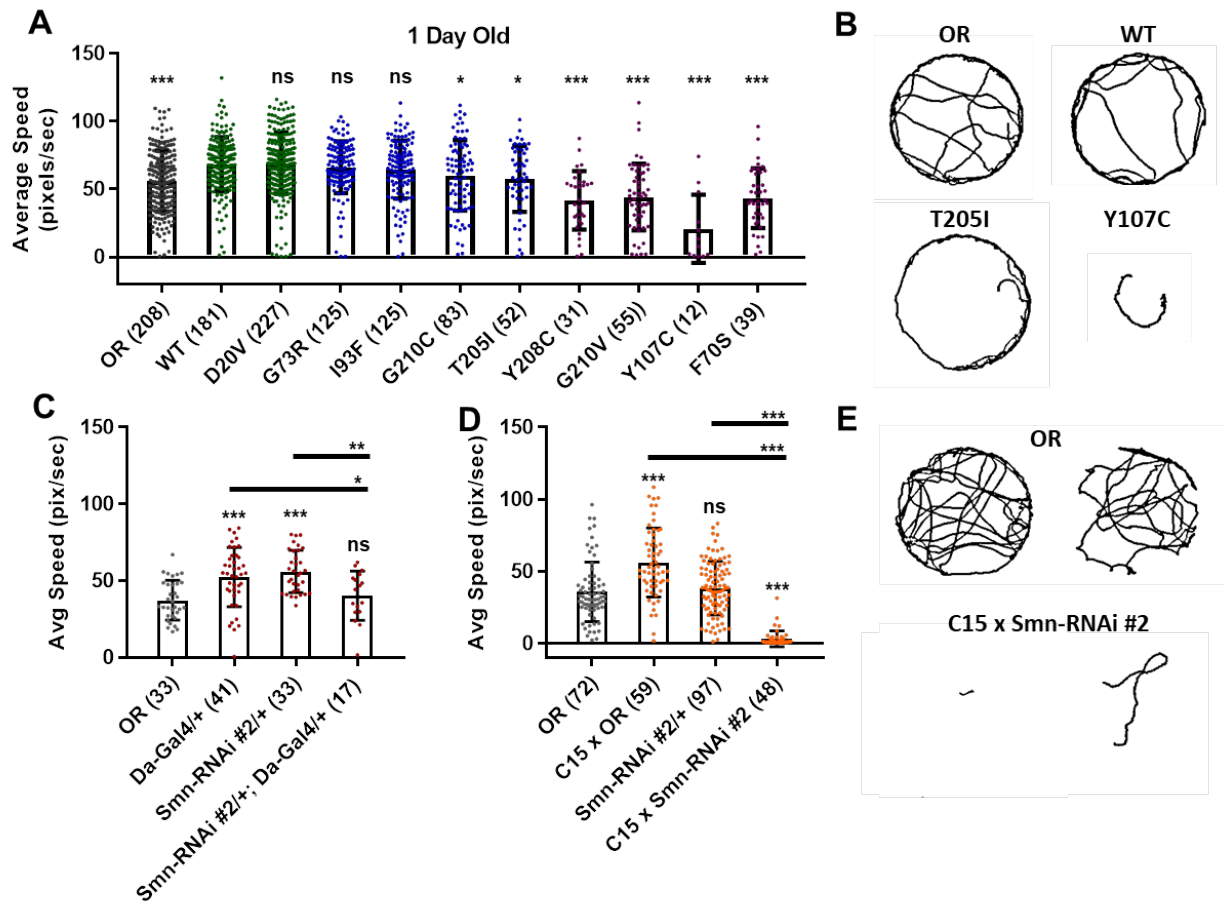 A
1 Day Old
Average Speed
(pixels/sec)
150
100
50
0
*** ns ns ns * * *** *** *** ***
OR (208)
WT (181)
D20V (227)
G73R (125)
I93F (125)
G210C (83)
T205I (52)
Y208C (31)
G210V (55))
Y107C (12)
F70S (39)
B
OR
WT
T205I
Y107C
C
Avg Speed (pix/sec)
150
100
50
0
**
*
*** *** ns
OR (33)
Da-Gal4/+ (41)
Smn-RNAi #2/+ (33)
Smn-RNAi #2/+; Da-Gal4/+ (17)
D
Avg Speed (pix/sec)
150
100
50
0
***
***
*** ns ***
OR (72)
C15 x OR (59)
Smn-RNAi #2/+ (97)
C15 x Smn-RNAi #2 (48)
E
OR
C15 x Smn-RNAi #2